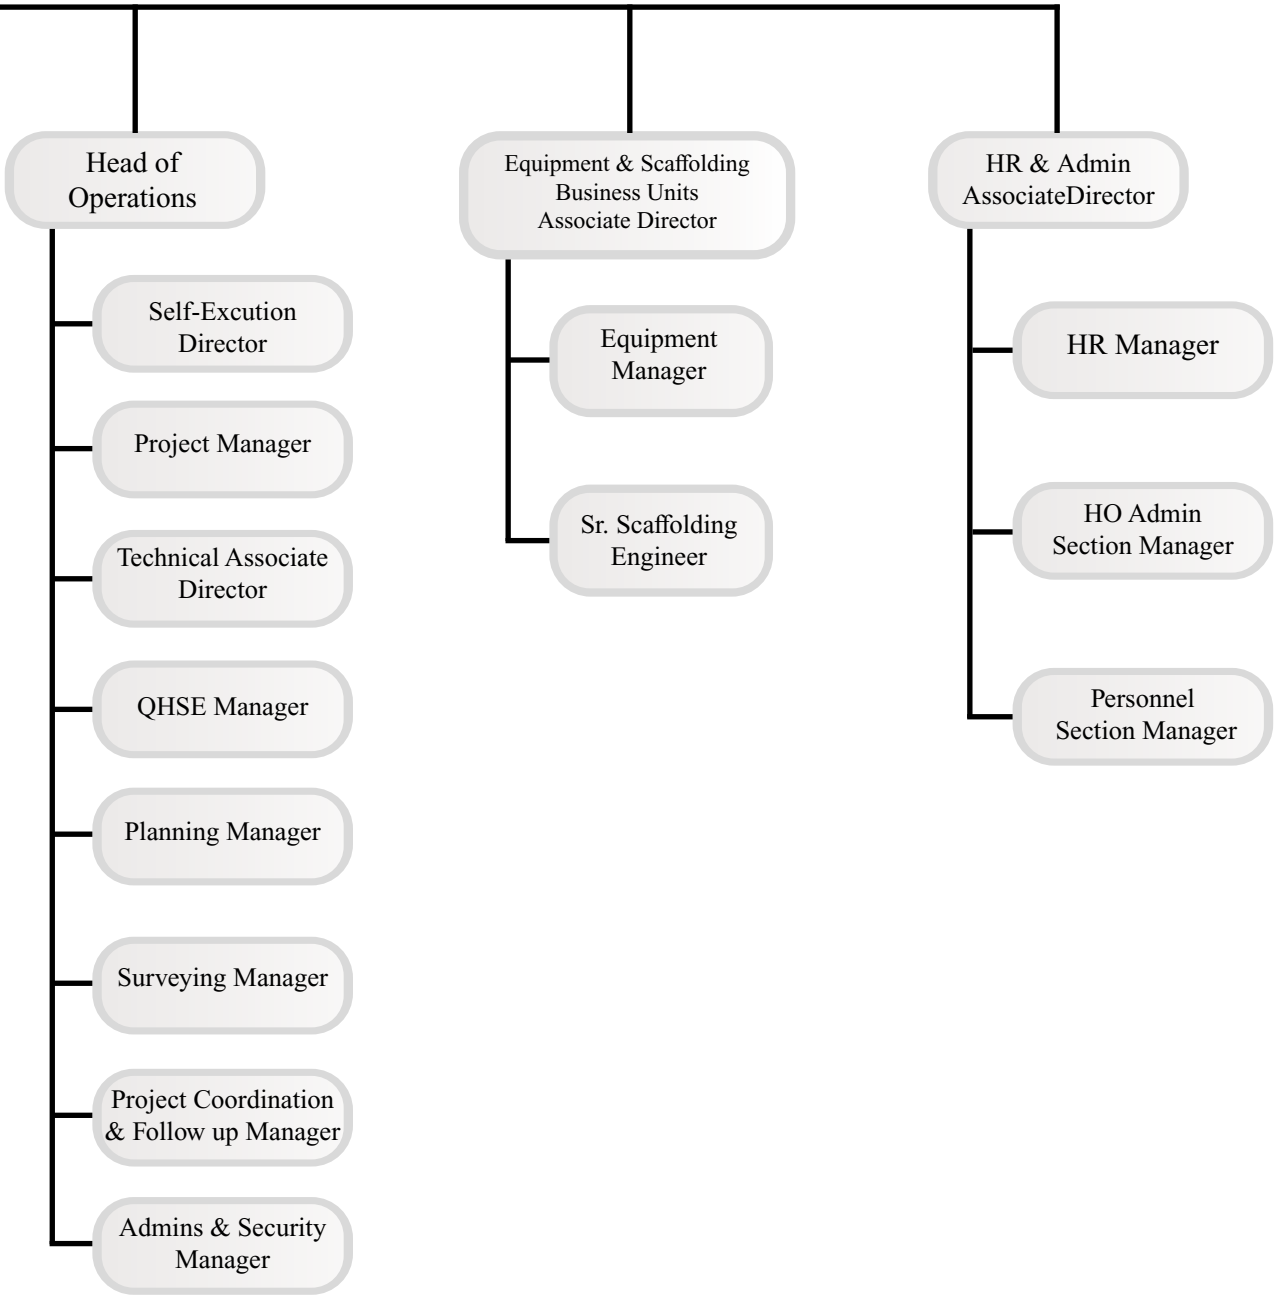 Head of
Operations
Self-Excution
Director
Project Manager
Technical Associate
Director
QHSE Manager
Planning Manager
Surveying Manager
Project Coordination
& Follow up Manager
Admins & Security
Manager
Equipment & Scaffolding
Business Units
Associate Director
Equipment
Manager
Sr. Scaffolding
Engineer
HR & Admin
AssociateDirector
HR Manager
HO Admin
Section Manager
Personnel
Section Manager